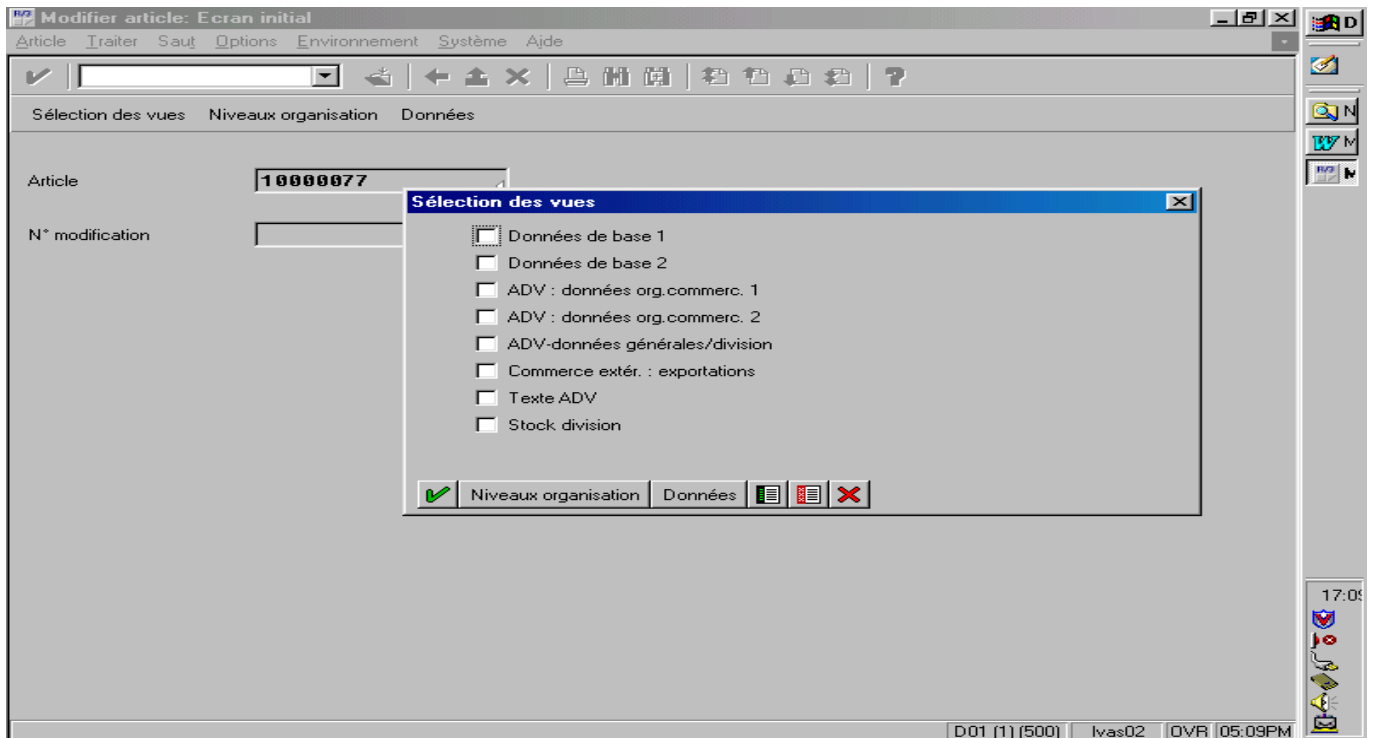 Modifier article: Ecran initial
Article Traiter Saut Options Environnement Système Aide
Sélection des vues Niveaux organisation Données
Article 10000077
Sélection des vues
N° modification
Données de base 1
Données de base 2
ADV : données org.commerc. 1
ADV : données org.commerc. 2
ADV-données générales/division
Commerce extér. : exportations
Texte ADV
Stock division
Niveaux organisation Données
D01 (1) (500) lvas02 OVR 05:09PM
D
N
17:0